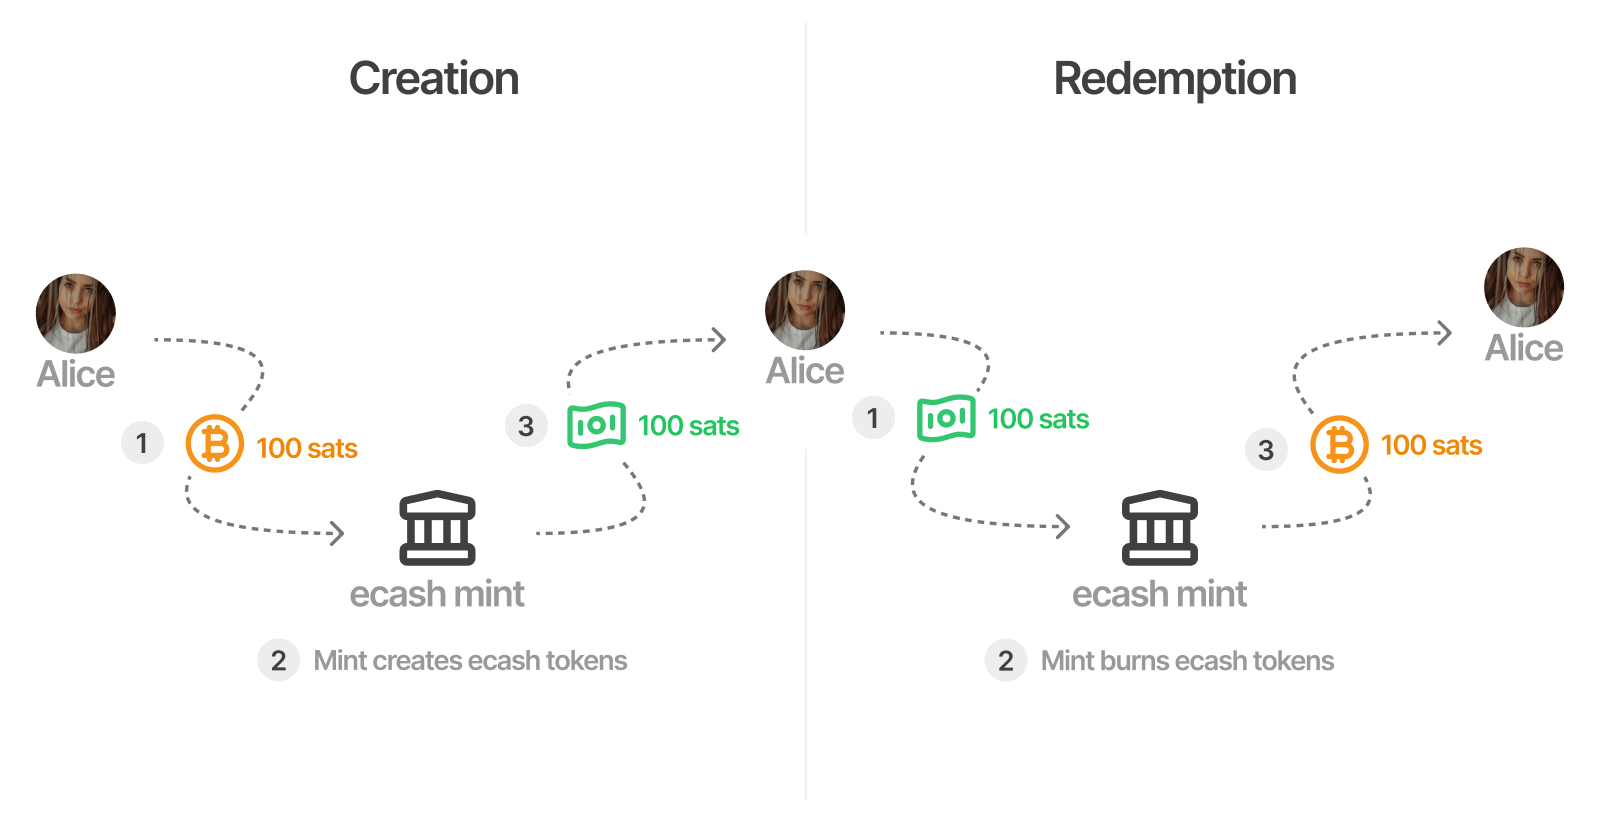 Creation
Alice
1
100 sats
ecash mint
2 Mint creates ecash tokens
3
100 sats
Alice
Redemption
1
100 sats
ecash mint
2 Mint burns ecash tokens
3
100 sats
Alice